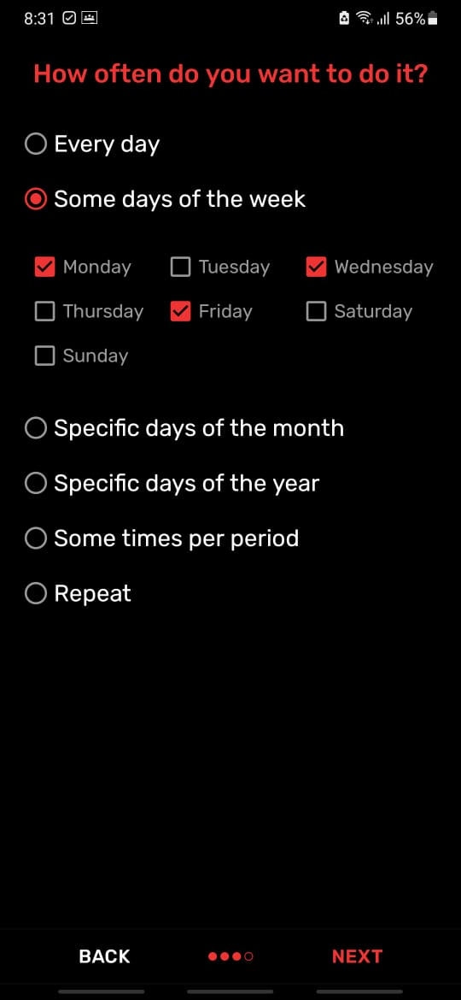 8:31 56%
How often do you want to do it?
Every day
Some days of the week
Monday Tuesday Wednesday
Thursday Friday Saturday
Sunday
Specific days of the month
Specific days of the year
Some times per period
Repeat
BACK NEXT